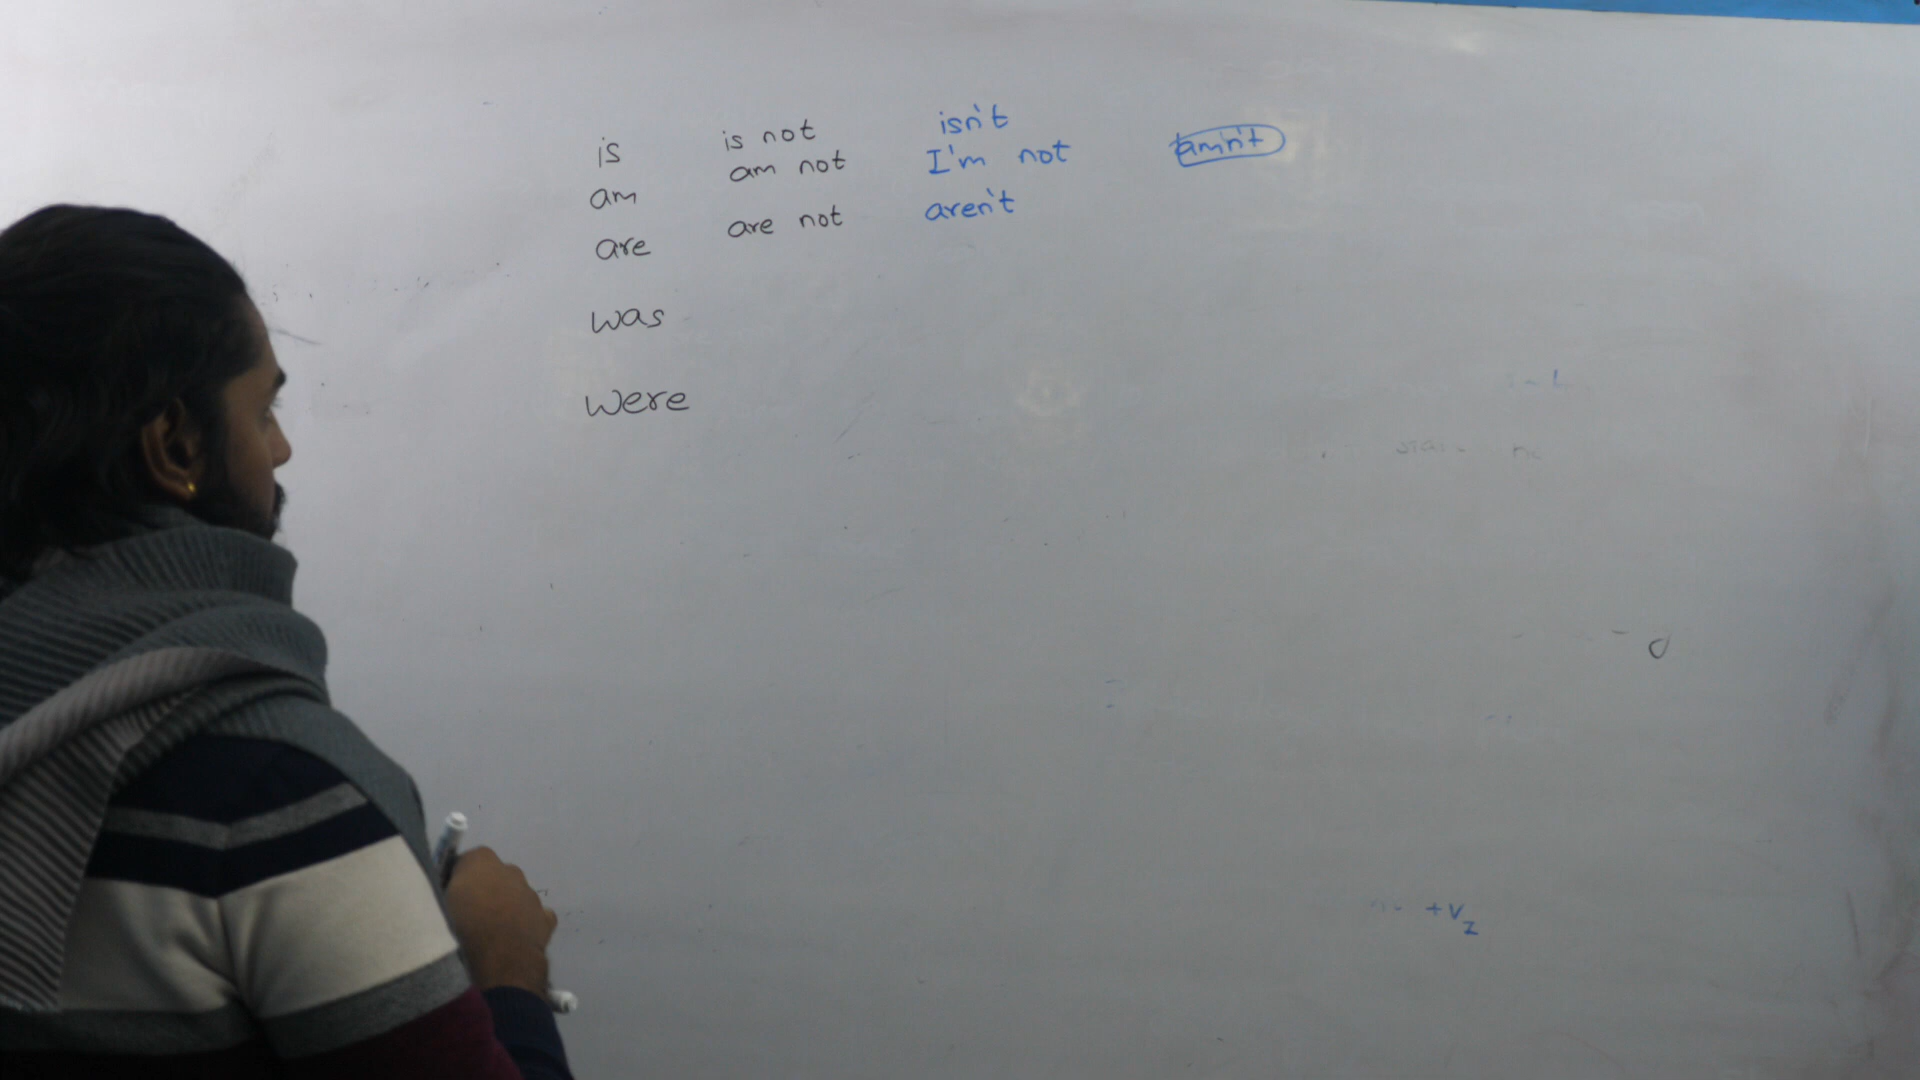 is is not isn't
am am not I'm not amn't
are are not aren't
was
were
+V₂